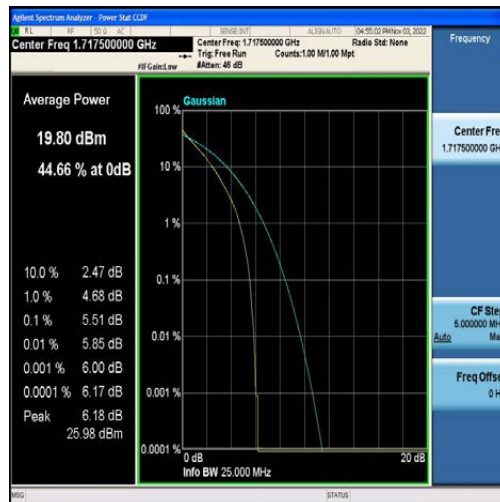 Agilent Spectrum Analyzer - Power Stat CCDF
RL RF 50 Ω AC SENSE:INT ALIGNAUTO 04:55:02 PM Nov 03, 2022
Center Freq 1.717500000 GHz
Center Freq: 1.717500000 GHz Radio Std: None
Trig: Free Run Counts:1.00 M/1.00 Mpt
#IFGain:Low #Atten: 46 dB
Frequency
Average Power
19.80 dBm
44.66 % at 0dB
10.0 % 2.47 dB
1.0 % 4.68 dB
0.1 % 5.51 dB
0.01 % 5.85 dB
0.001 % 6.00 dB
0.0001 % 6.17 dB
Peak 6.18 dB
25.98 dBm
Gaussian
100 %
10 %
1 %
0.1 %
0.01 %
0.001 %
0.0001 %
0 dB 20 dB
Info BW 25.000 MHz
Center Fre
1.717500000 GH
CF Ste
5.000000 MH
Auto Ma
Freq Offse
0 H
MSG STATUS